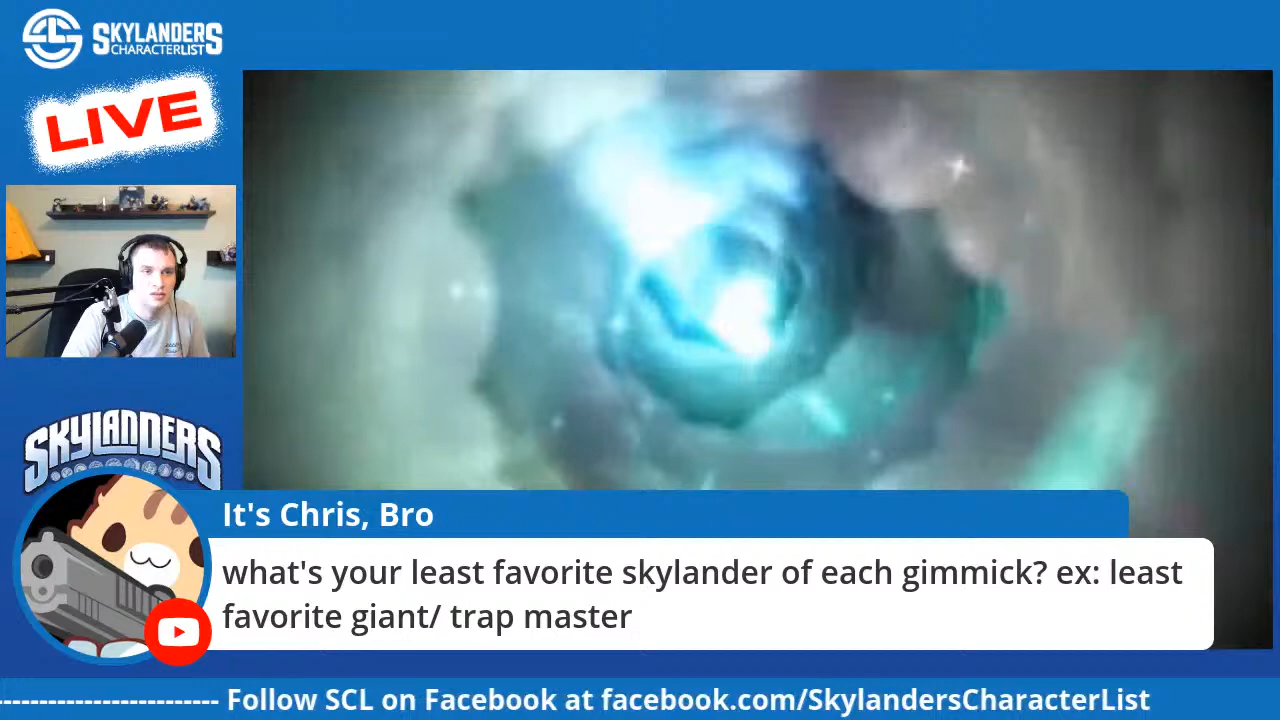 SKYLANDERS
CHARACTERLIST
LIVE
SKYLANDERS
It's Chris, Bro
what's your least favorite skylander of each gimmick? ex: least
favorite giant/ trap master
------------------------ Follow SCL on Facebook at facebook.com/SkylandersCharacterList